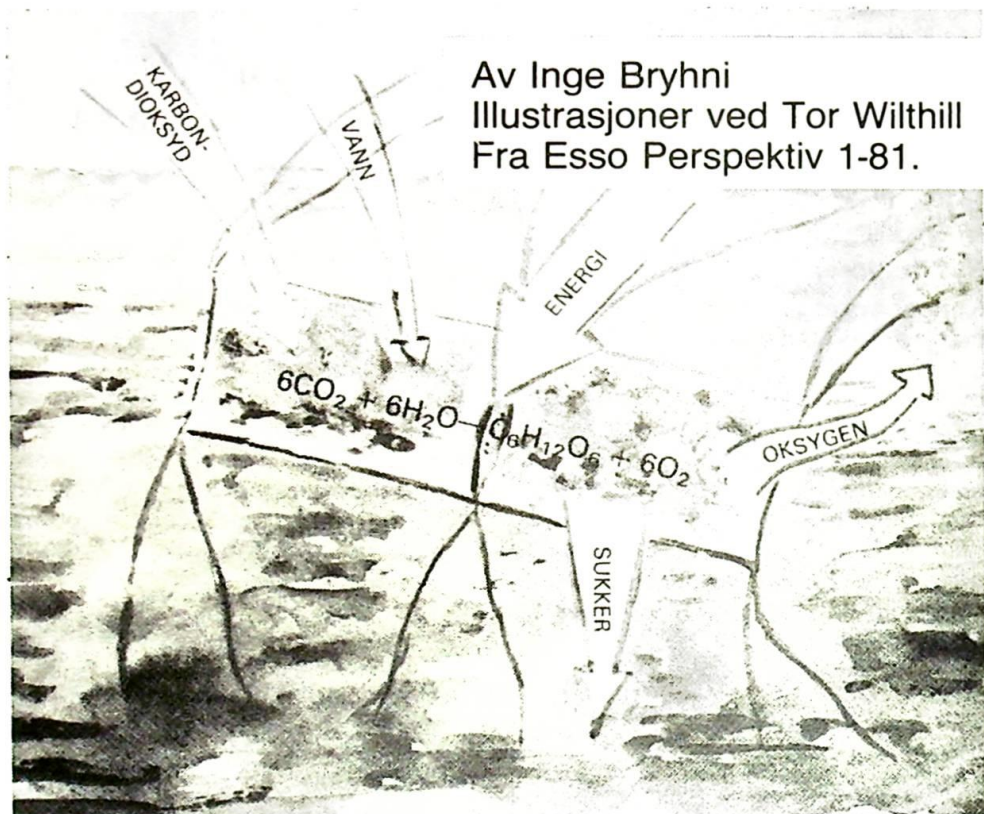 Av Inge Bryhni
Illustrasjoner ved Tor Wilthill
Fra Esso Perspektiv 1-81.
KARBON-
DIOKSYD
VANN
ENERGI
6CO₂ + 6H₂O→C₆H₁₂O₆ + 6O₂
OKSYGEN
SUKKER